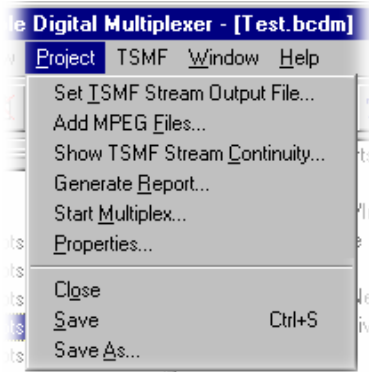 Digital Multiplexer - [Test.bcdm]
Project TSMF Window Help
Set TSMF Stream Output File...
Add MPEG Files...
Show TSMF Stream Continuity...
Generate Report...
Start Multiplex...
Properties...
Close
Save Ctrl+S
Save As...